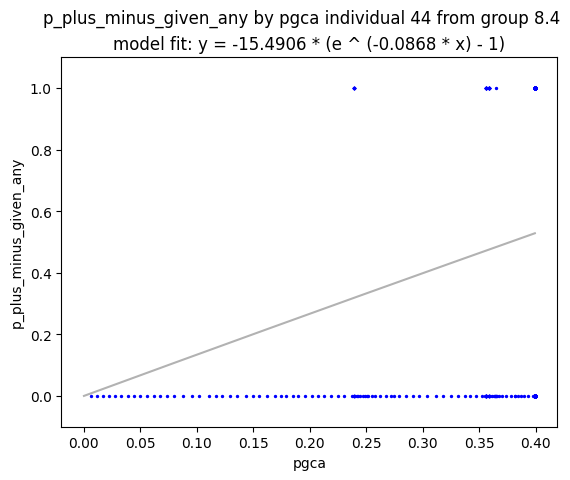 p_plus_minus_given_any by pgca individual 44 from group 8.4
model fit: y = -15.4906 * (e ^ (-0.0868 * x) - 1)
1.0
0.8
0.6
0.4
0.2
0.0
p_plus_minus_given_any
0.00 0.05 0.10 0.15 0.20 0.25 0.30 0.35 0.40
pgca